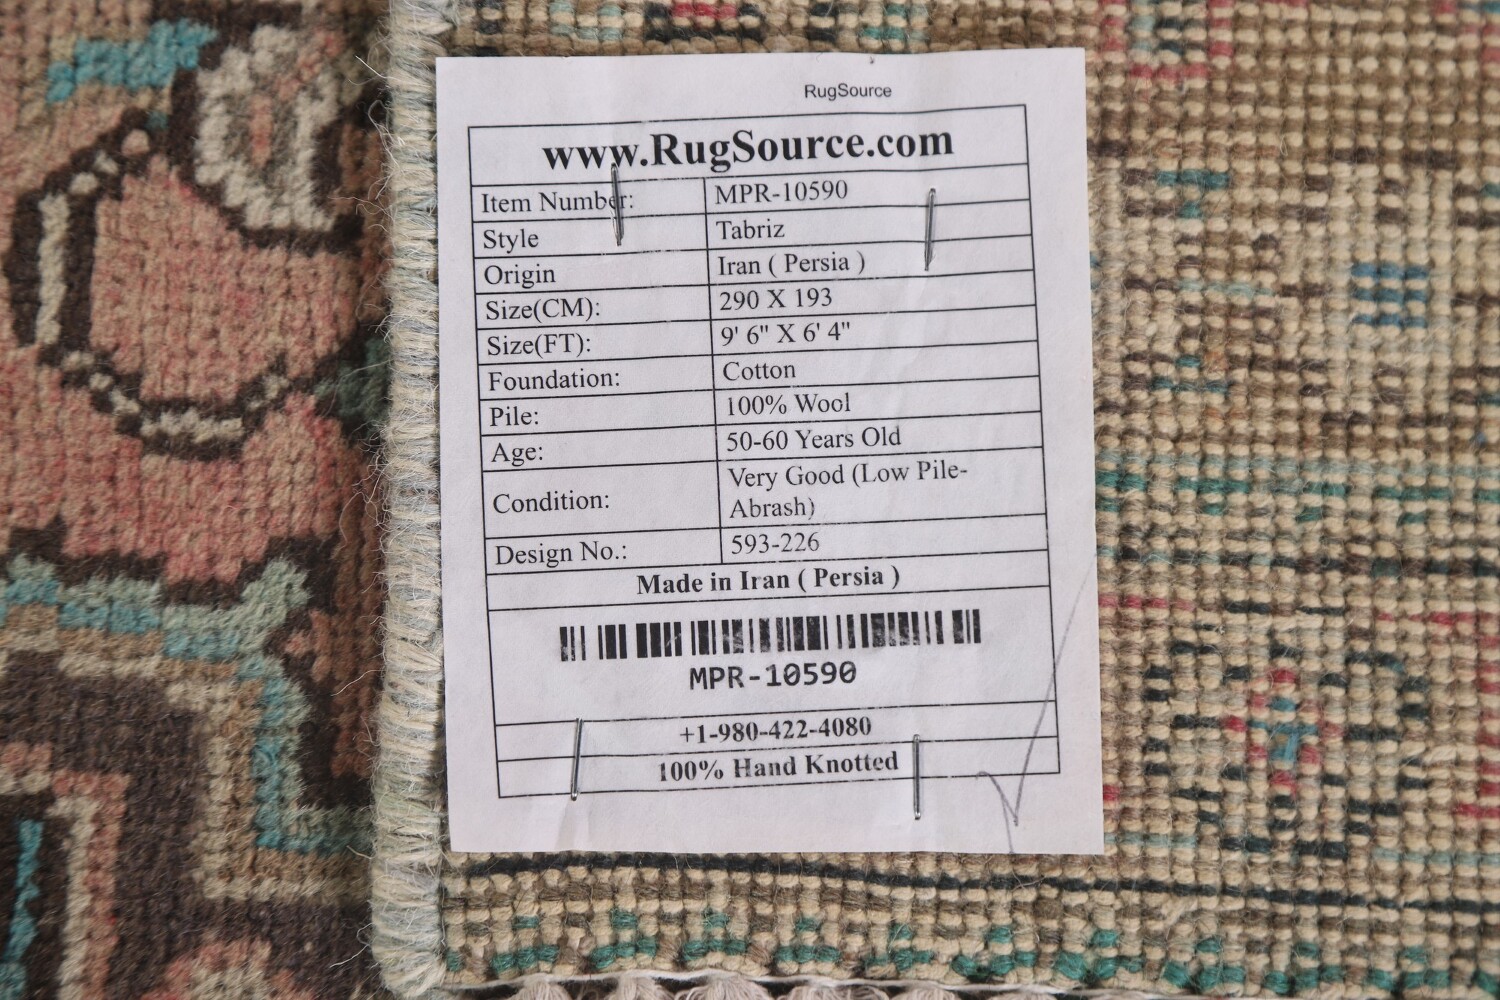 RugSource
www.RugSource.com
Item Number: MPR-10590
Style Tabriz
Origin Iran ( Persia )
Size(CM): 290 X 193
Size(FT): 9' 6" X 6' 4"
Foundation: Cotton
Pile: 100% Wool
Age: 50-60 Years Old
Condition: Very Good (Low Pile-
Abrash)
Design No.: 593-226
Made in Iran ( Persia )
MPR-10590
+1-980-422-4080
100% Hand Knotted